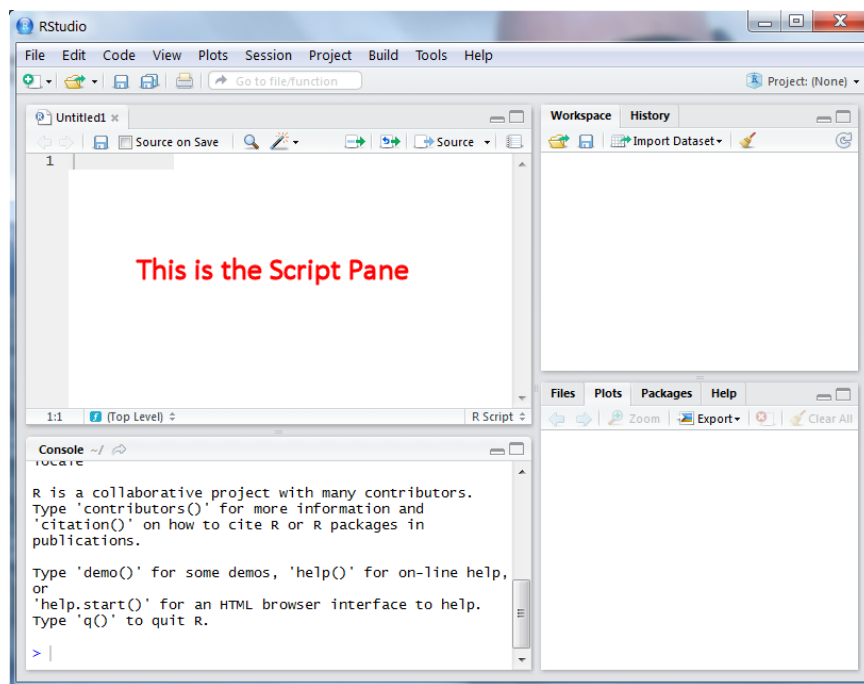 RStudio
File Edit Code View Plots Session Project Build Tools Help
Go to file/function
Project: (None)
Untitled1
Source on Save
Source
1
This is the Script Pane
1:1 (Top Level)
R Script
Console ~/
locale
R is a collaborative project with many contributors.
Type 'contributors()' for more information and
'citation()' on how to cite R or R packages in
publications.
Type 'demo()' for some demos, 'help()' for on-line help,
or
'help.start()' for an HTML browser interface to help.
Type 'q()' to quit R.
>
Workspace History
Import Dataset
Files Plots Packages Help
Zoom Export Clear All